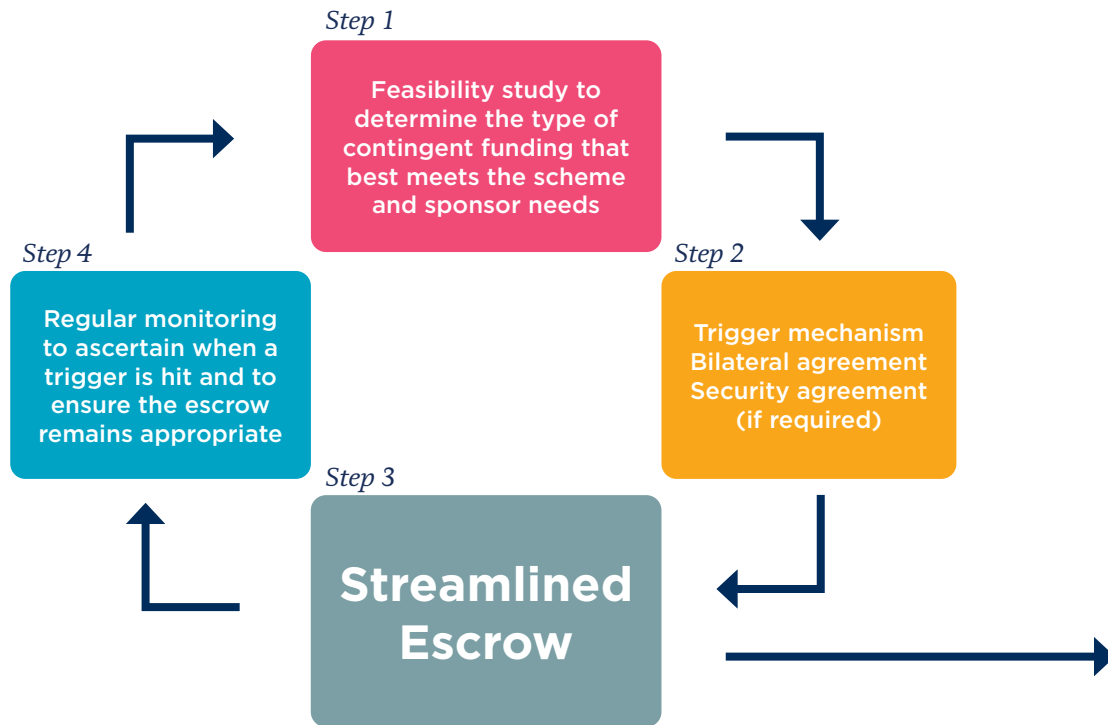 Step 1
Feasibility study to
determine the type of
contingent funding that
best meets the scheme
and sponsor needs
Step 2
Trigger mechanism
Bilateral agreement
Security agreement
(if required)
Step 3
Streamlined
Escrow
Step 4
Regular monitoring
to ascertain when a
trigger is hit and to
ensure the escrow
remains appropriate